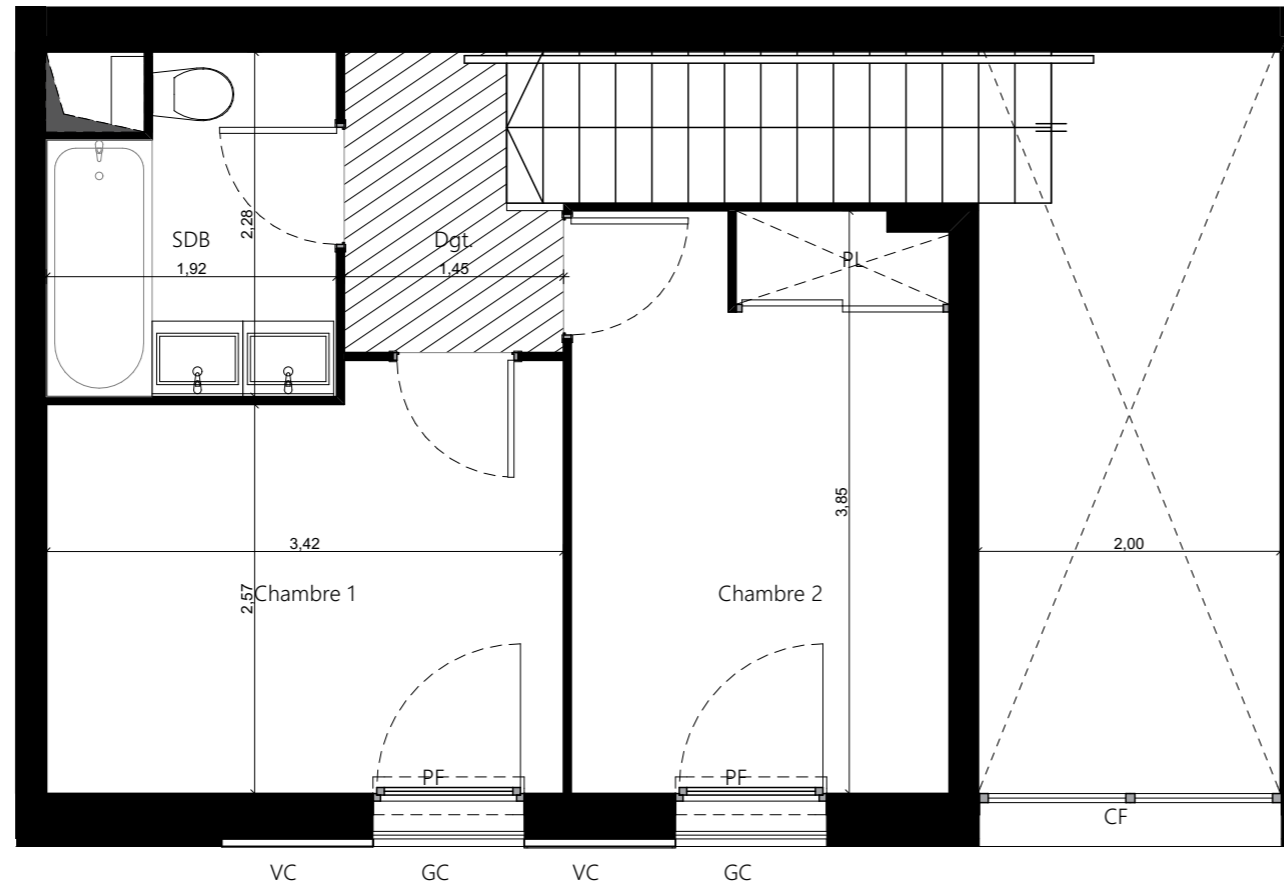 2,28
SDB
Dgt.
1,92
1,45
PL
3,85
3,42
2,00
2,57
Chambre 1
Chambre 2
PF
PF
CF
VC
GC
VC
GC